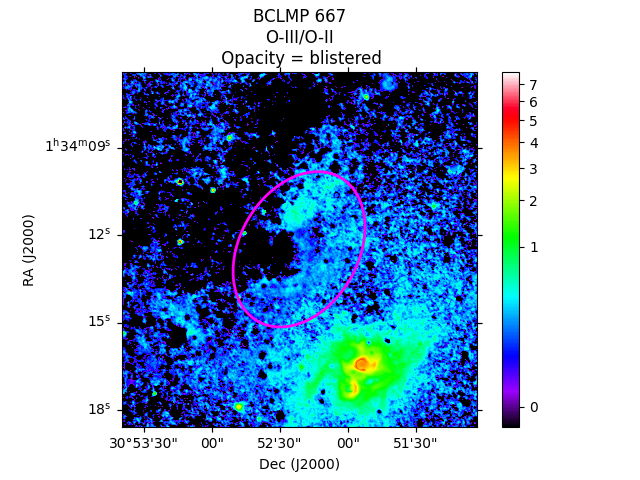 BCLMP 667
O-III/O-II
Opacity = blistered
7
6
5
4
3
2
1
0
1ʰ34ᵐ09ˢ
12ˢ
15ˢ
18ˢ
RA (J2000)
30°53'30" 00" 52'30" 00" 51'30"
Dec (J2000)